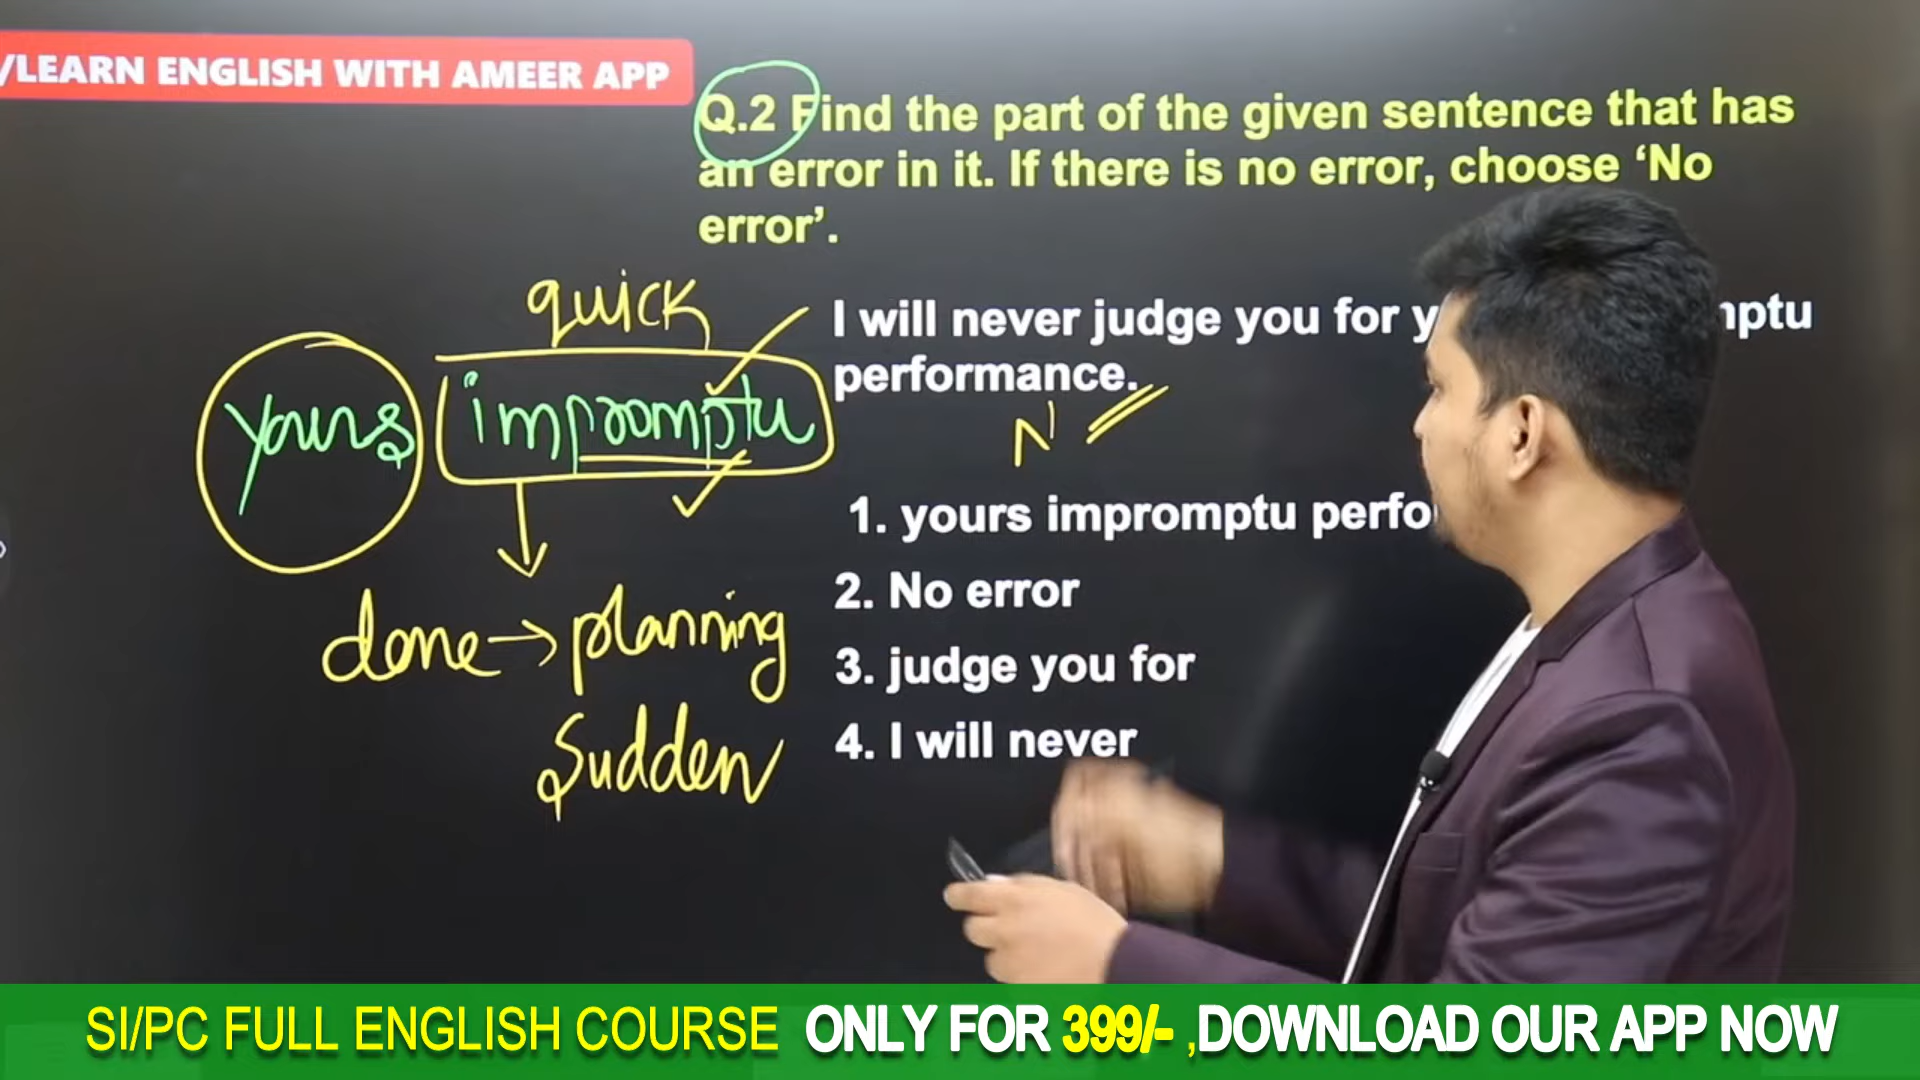 /LEARN ENGLISH WITH AMEER APP
Q.2 Find the part of the given sentence that has
an error in it. If there is no error, choose ‘No
error’.
quick
I will never judge you for
performance.
yours impromptu
N
1. yours impromptu
2. No error
done → planning
3. judge you for
Sudden
4. I will never
SI/PC FULL ENGLISH COURSE ONLY FOR 399/- ,DOWNLOAD OUR APP NOW